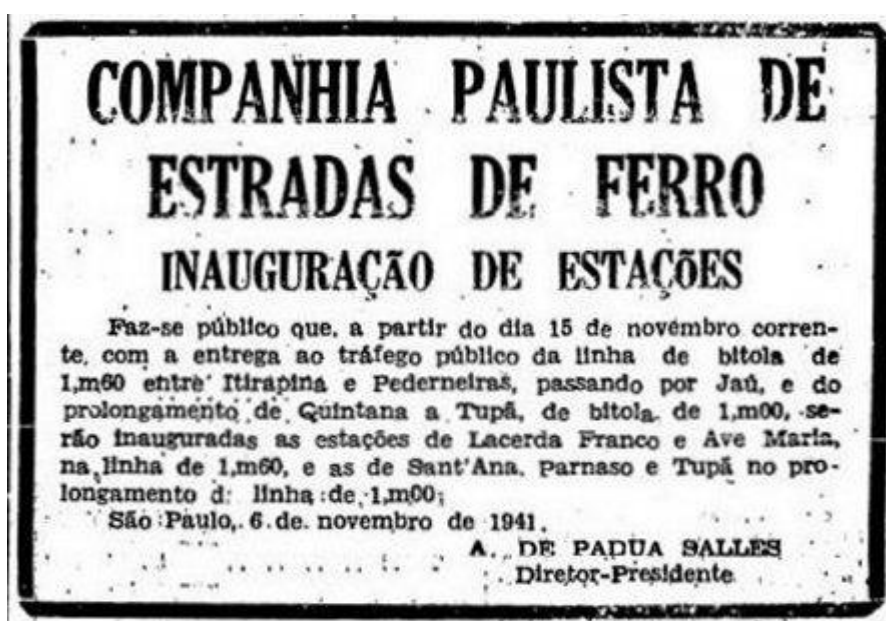 COMPANHIA PAULISTA DE
ESTRADAS DE FERRO
INAUGURAÇÃO DE ESTAÇÕES
Faz-se público que, a partir do dia 15 de novembro corren-
te, com a entrega ao tráfego público da linha de bitola de
1,m60 entre Itirapina e Pederneiras, passando por Jaú, e do
prolongamento de Quintana a Tupã, de bitola de 1,m00, se-
rão inauguradas as estações de Lacerda Franco e Ave Maria,
na linha de 1,m60, e as de Sant'Ana, Parnaso e Tupã no pro-
longamento d: linha de 1,m00;
São Paulo, 6 de novembro de 1941.
A. DE PADUA SALLES
Diretor-Presidente